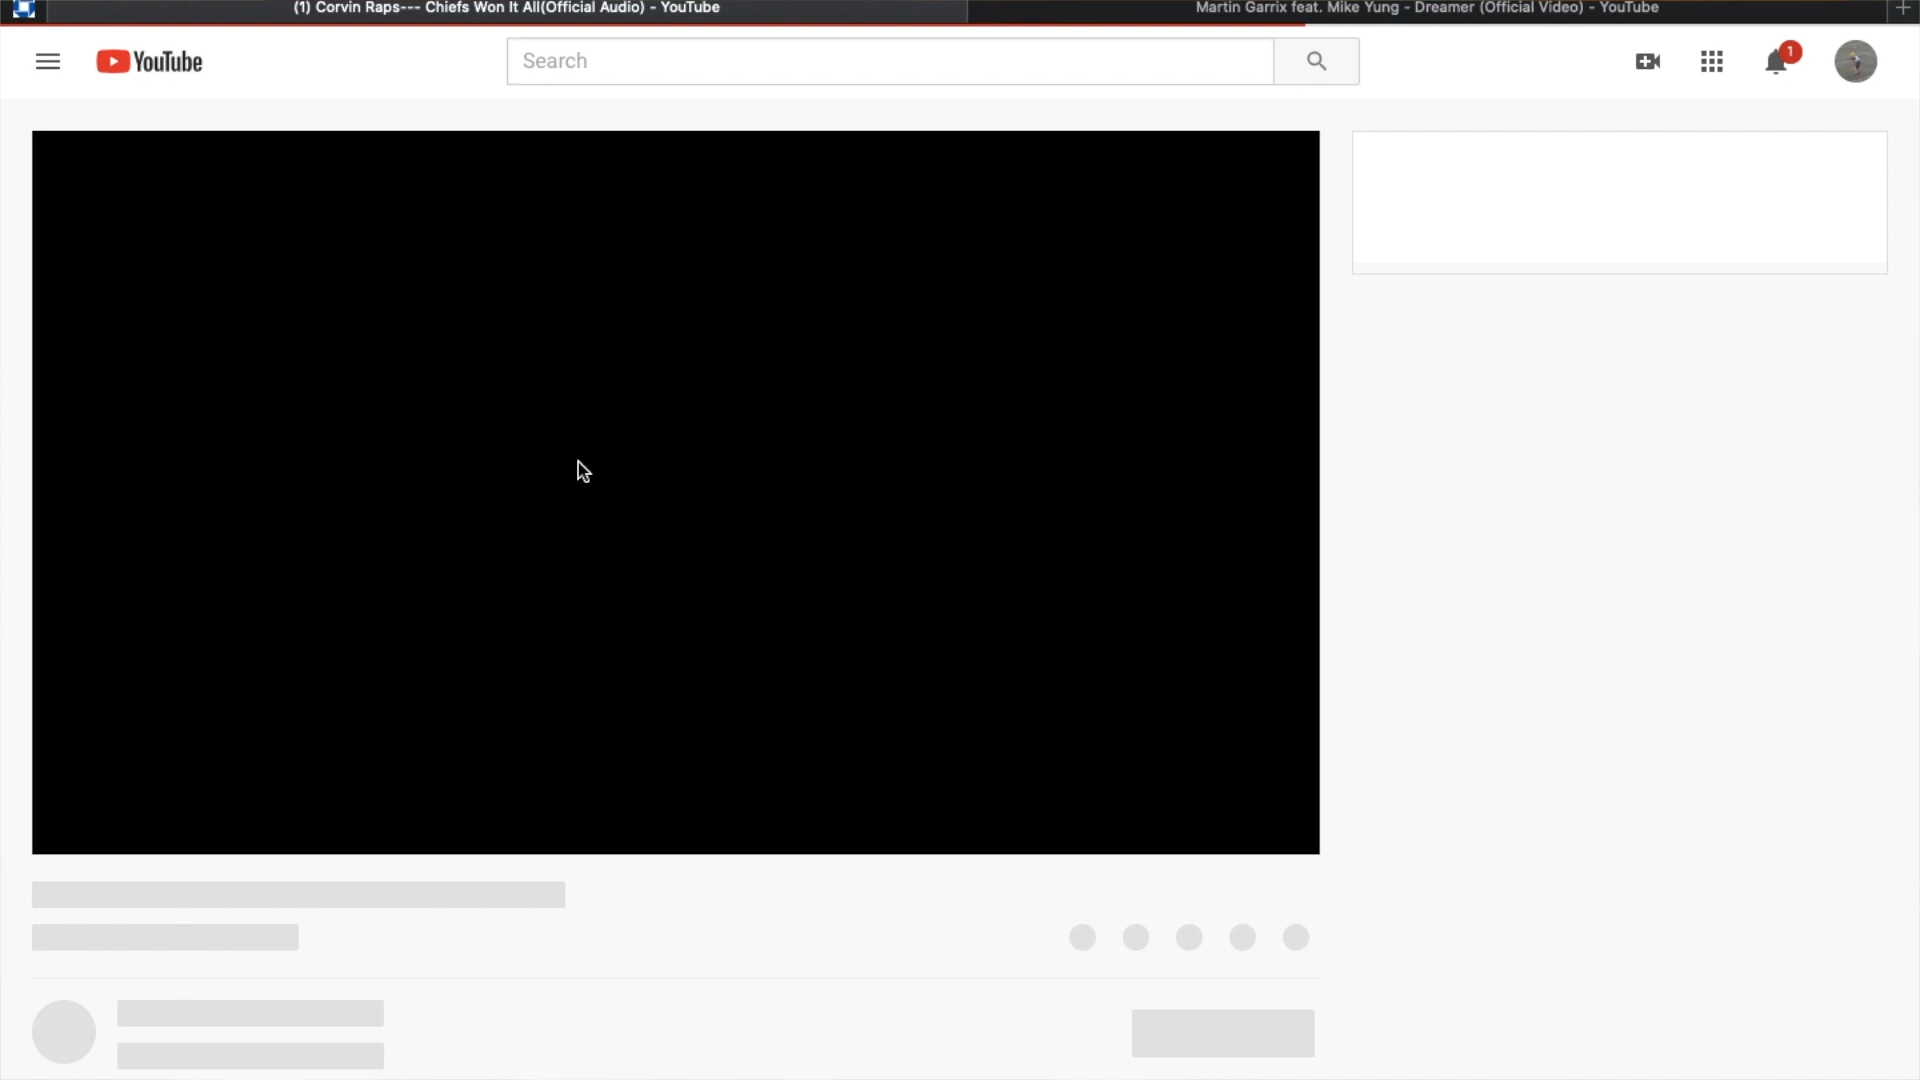 (1) Corvin Raps--- Chiefs Won It All(Official Audio) - YouTube
Martin Garrix feat. Mike Yung - Dreamer (Official Video) - YouTube
YouTube
Search
1